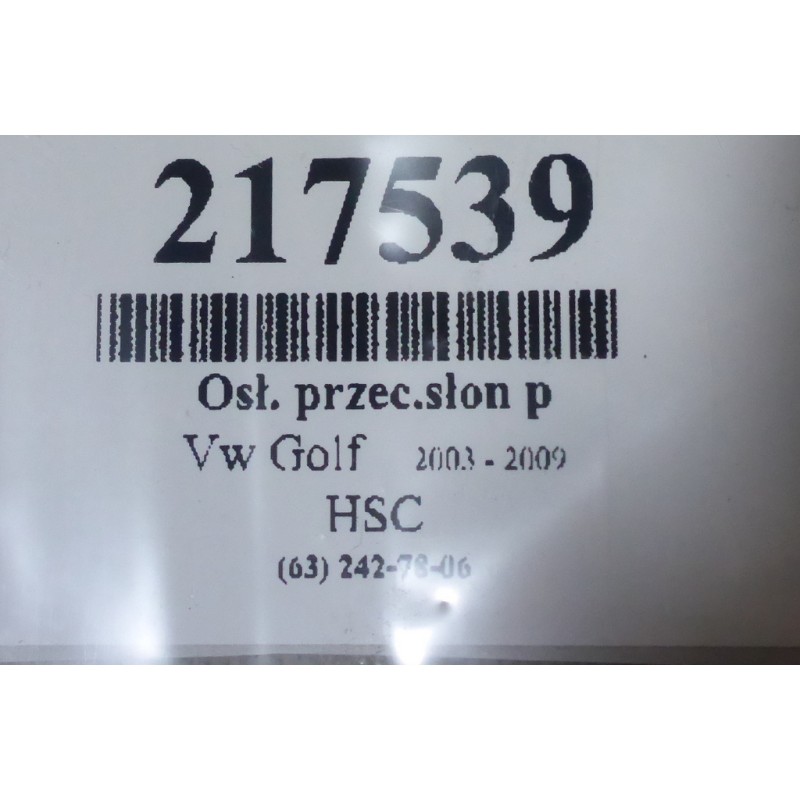 217539
Osł. przec.słon p
Vw Golf 2003 - 2009
HSC
(63) 242-78-06